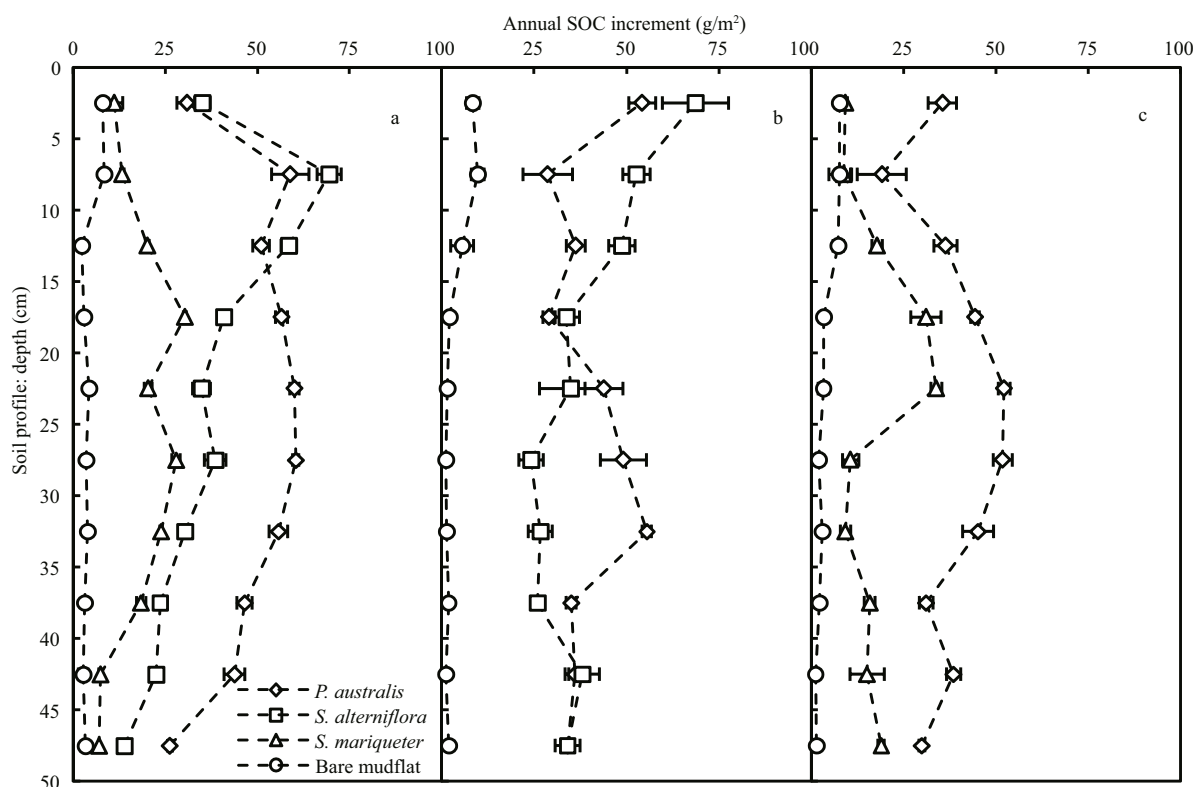 Annual SOC increment (g/m²)
0 25 50 75 100 25 50 75 100 25 50 75 100
0
5
10
15
20
25
30
35
40
45
50
Soil profile: depth (cm)
a
b
c
P. australis
S. alterniflora
S. mariqueter
Bare mudflat